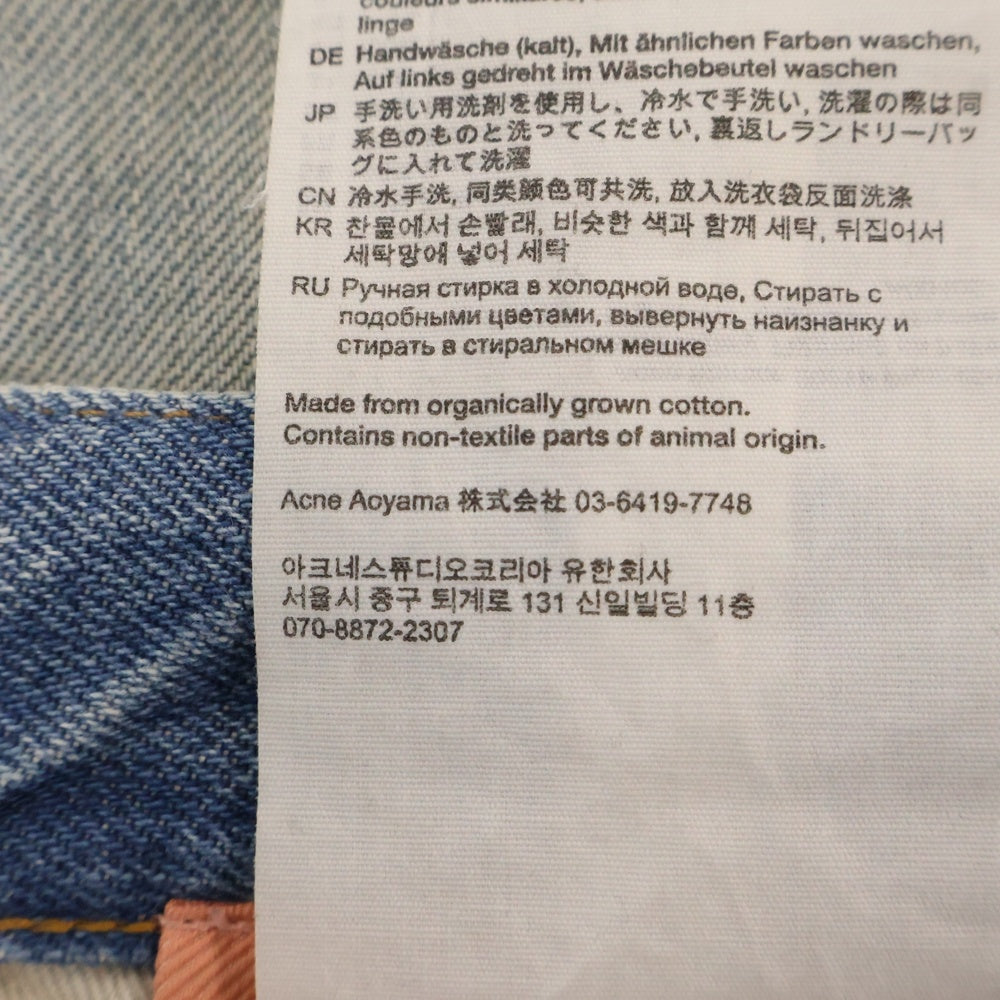 couleurs similaires,
linge
DE Handwäsche (kalt), Mit ähnlichen Farben waschen,
Auf links gedreht im Wäschebeutel waschen
JP 手洗い用洗剤を使用し、冷水で手洗い, 洗濯の際は同
系色のものと洗ってください, 裏返しランドリーバッ
グに入れて洗濯
CN 冷水手洗, 同类颜色可共洗, 放入洗衣袋反面洗涤
KR 찬물에서 손빨래, 비슷한 색과 함께 세탁, 뒤집어서
세탁망에 넣어 세탁
RU Ручная стирка в холодной воде, Стирать с
подобными цветами, вывернуть наизнанку и
стирать в стиральном мешке
Made from organically grown cotton.
Contains non-textile parts of animal origin.
Acne Aoyama 株式会社 03-6419-7748
아크네스튜디오코리아 유한회사
서울시 중구 퇴계로 131 신일빌딩 11층
070-8872-2307